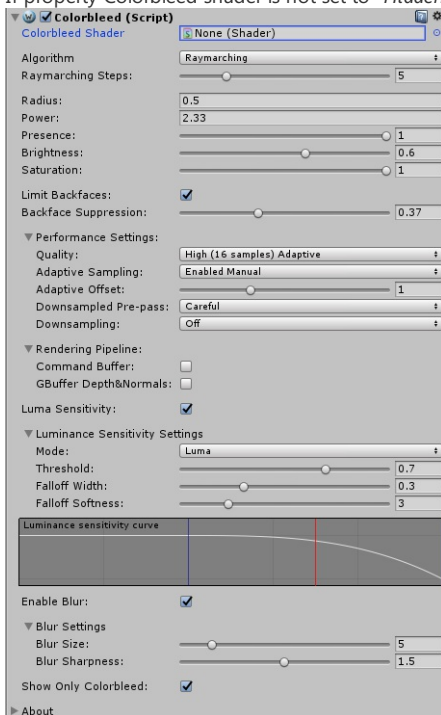 If property Colorbleed shader is not set to "Hidden
Colorbleed (Script)
Colorbleed Shader None (Shader)
Algorithm Raymarching
Raymarching Steps: 5
Radius: 0.5
Power: 2.33
Presence: 1
Brightness: 0.6
Saturation: 1
Limit Backfaces:
Backface Suppression: 0.37
Performance Settings:
Quality: High (16 samples) Adaptive
Adaptive Sampling: Enabled Manual
Adaptive Offset: 1
Downsampled Pre-pass: Careful
Downsampling: Off
Rendering Pipeline:
Command Buffer:
GBuffer Depth&Normals:
Luma Sensitivity:
Luminance Sensitivity Settings
Mode: Luma
Threshold: 0.7
Falloff Width: 0.3
Falloff Softness: 3
Luminance sensitivity curve
Enable Blur:
Blur Settings
Blur Size: 5
Blur Sharpness: 1.5
Show Only Colorbleed:
About